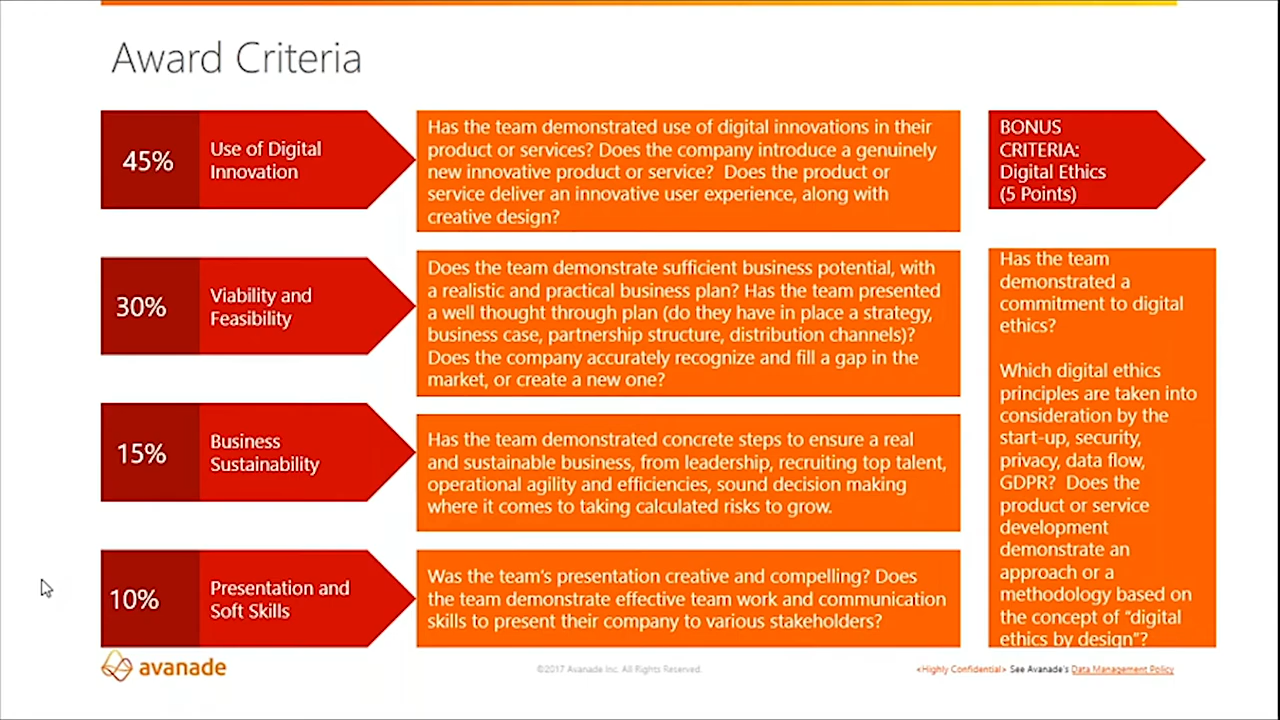 Award Criteria
45%
Use of Digital
Innovation
Has the team demonstrated use of digital innovations in their
product or services? Does the company introduce a genuinely
new innovative product or service?  Does the product or
service deliver an innovative user experience, along with
creative design?
30%
Viability and
Feasibility
Does the team demonstrate sufficient business potential, with
a realistic and practical business plan? Has the team presented
a well thought through plan (do they have in place a strategy,
business case, partnership structure, distribution channels)?
Does the company accurately recognize and fill a gap in the
market, or create a new one?
15%
Business
Sustainability
Has the team demonstrated concrete steps to ensure a real
and sustainable business, from leadership, recruiting top talent,
operational agility and efficiencies, sound decision making
where it comes to taking calculated risks to grow.
10%
Presentation and
Soft Skills
Was the team's presentation creative and compelling? Does
the team demonstrate effective team work and communication
skills to present their company to various stakeholders?
BONUS
CRITERIA:
Digital Ethics
(5 Points)
Has the team
demonstrated a
commitment to digital
ethics?
Which digital ethics
principles are taken into
consideration by the
start-up, security,
privacy, data flow,
GDPR?  Does the
product or service
development
demonstrate an
approach or a
methodology based on
the concept of “digital
ethics by design”?
avanade
©2017 Avanade Inc. All Rights Reserved.
<Highly Confidential> See Avanade's Data Management Policy